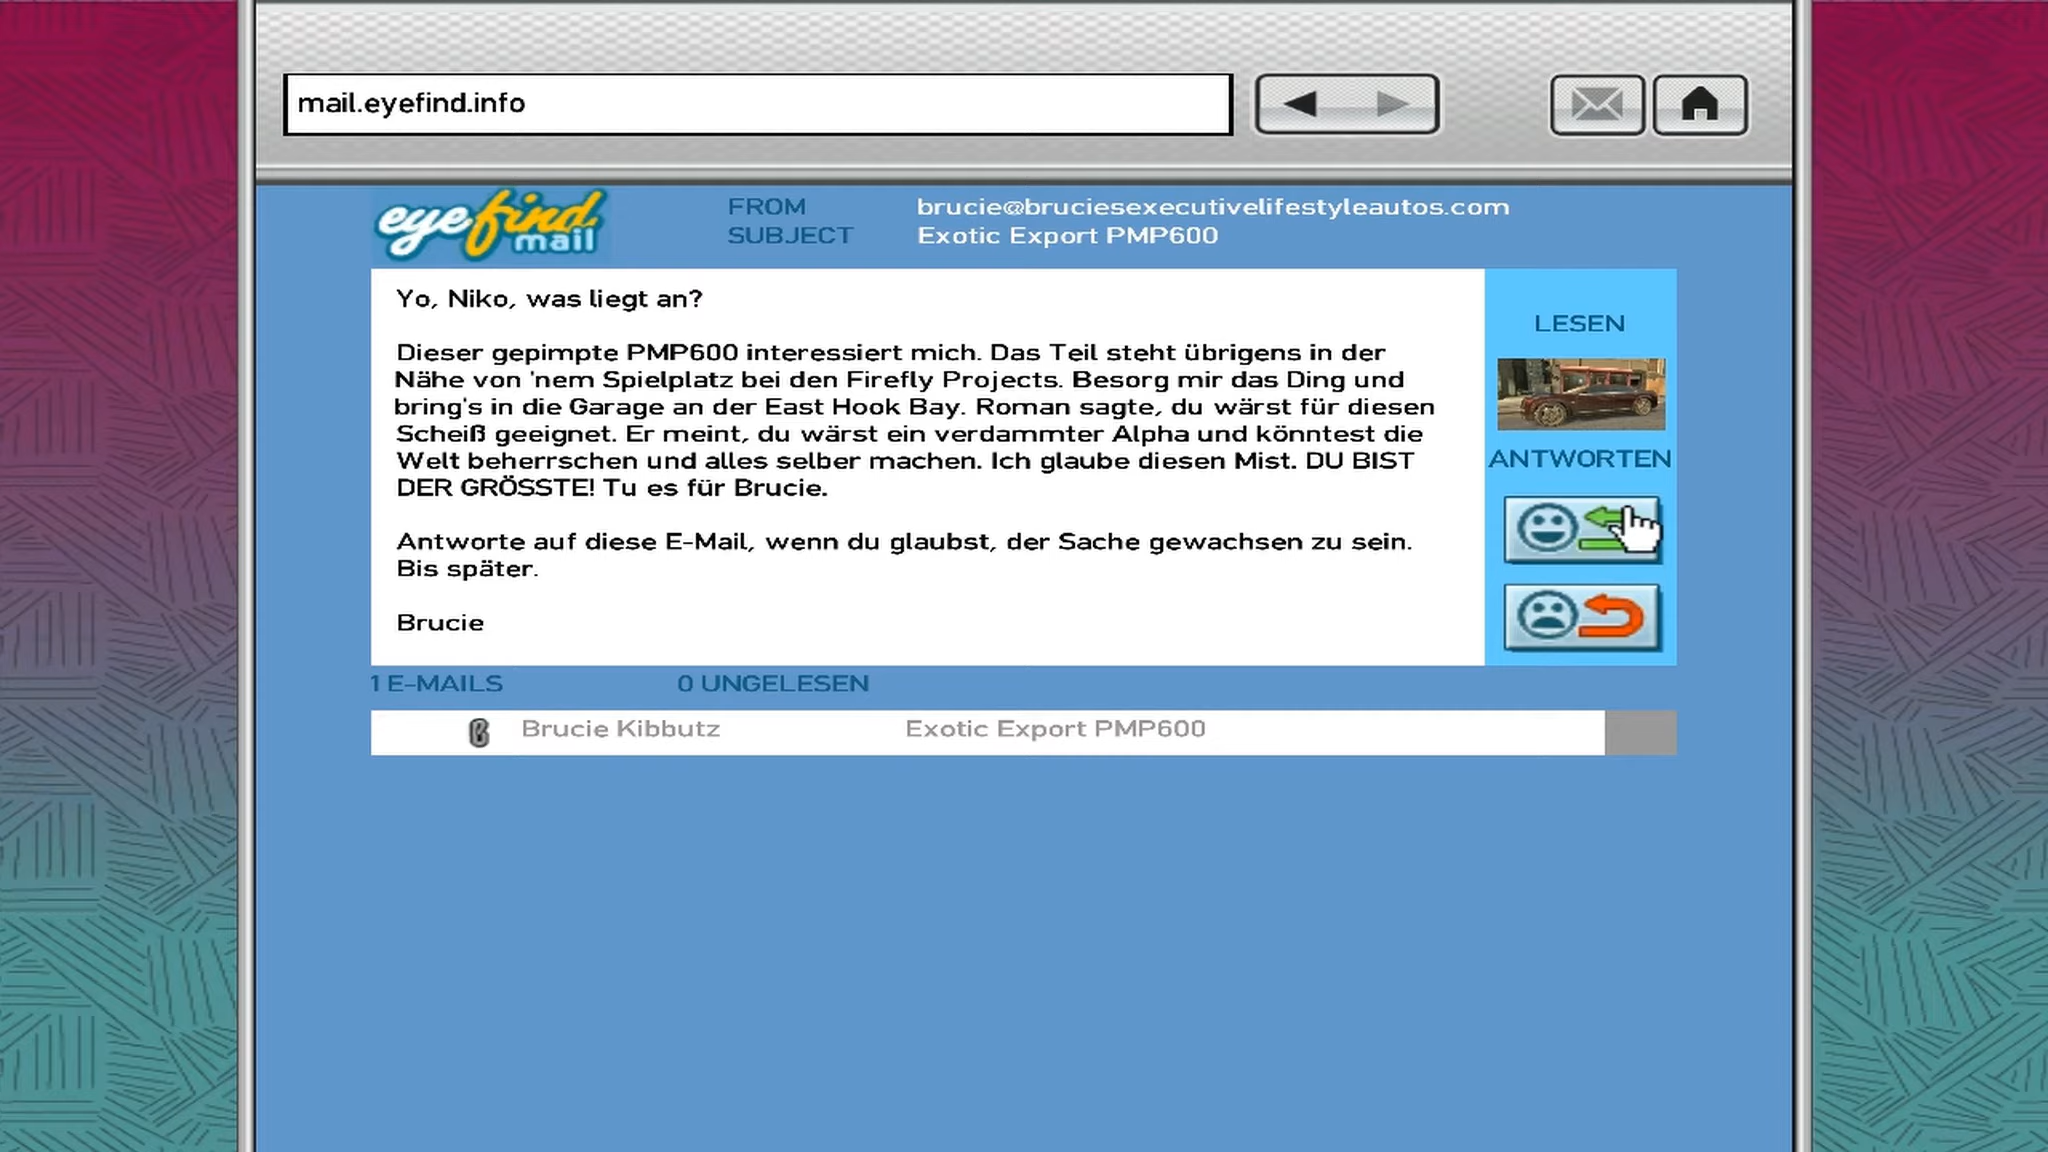 mail.eyefind.info
eyefind mail
FROM brucie@bruciesexecutivelifestyleautos.com
SUBJECT Exotic Export PMP600
Yo, Niko, was liegt an?
Dieser gepimpte PMP600 interessiert mich. Das Teil steht übrigens in der
Nähe von 'nem Spielplatz bei den Firefly Projects. Besorg mir das Ding und
bring's in die Garage an der East Hook Bay. Roman sagte, du wärst für diesen
Scheiß geeignet. Er meint, du wärst ein verdammter Alpha und könntest die
Welt beherrschen und alles selber machen. Ich glaube diesen Mist. DU BIST
DER GRÖSSTE! Tu es für Brucie.
Antworte auf diese E-Mail, wenn du glaubst, der Sache gewachsen zu sein.
Bis später.
Brucie
LESEN
ANTWORTEN
1 E-MAILS 0 UNGELESEN
Brucie Kibbutz Exotic Export PMP600